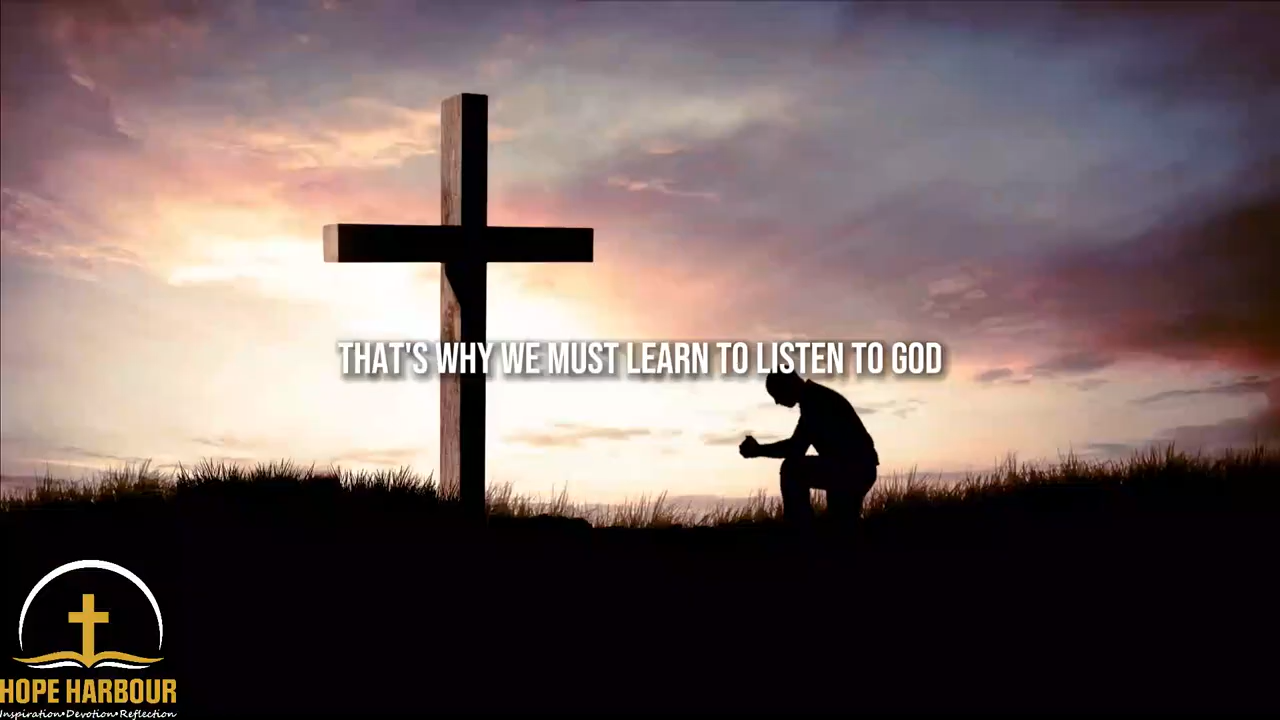 THAT'S WHY WE MUST LEARN TO LISTEN TO GOD
HOPE HARBOUR
Inspiration•Devotion•Reflection